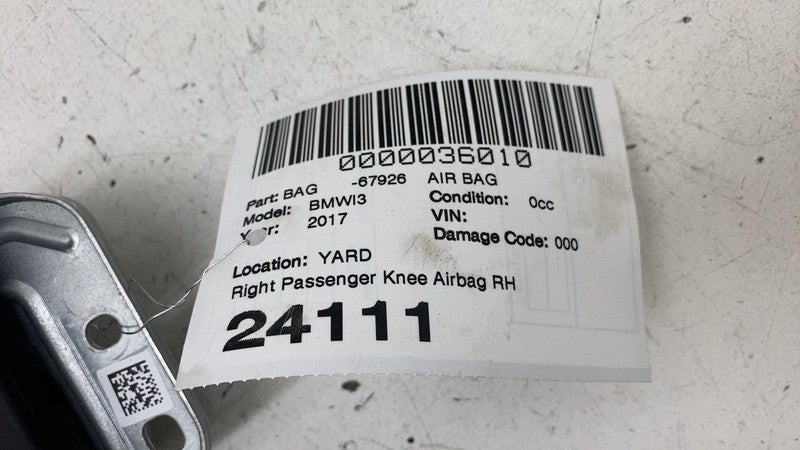 0000036010
Part: BAG -67926 AIR BAG
Model: BMWI3 Condition: 0cc
Year: 2017 VIN:
Damage Code: 000
Location: YARD
Right Passenger Knee Airbag RH
24111